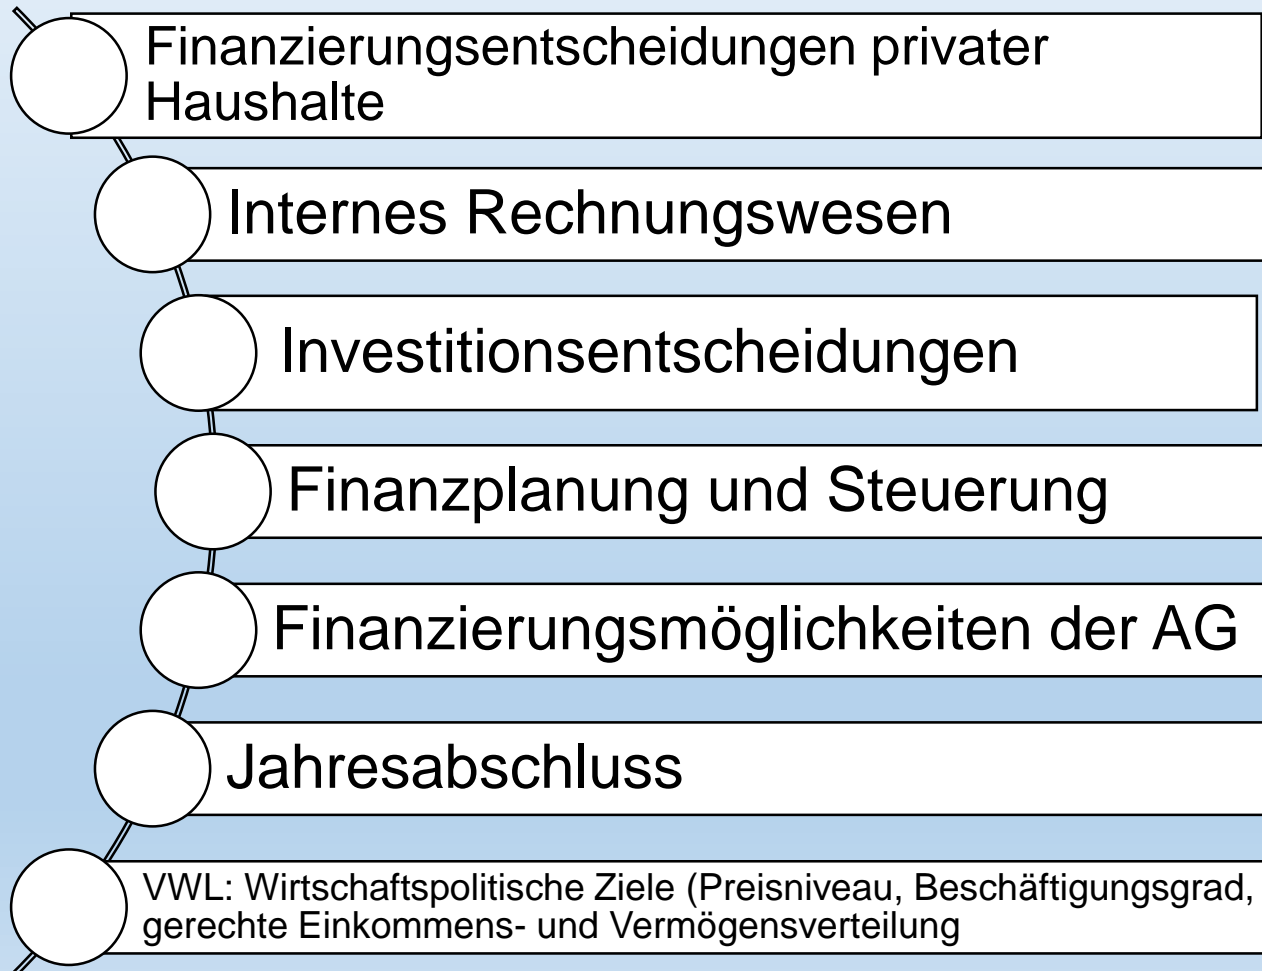 Finanzierungsentscheidungen privater
Haushalte
Internes Rechnungswesen
Investitionsentscheidungen
Finanzplanung und Steuerung
Finanzierungsmöglichkeiten der AG
Jahresabschluss
VWL: Wirtschaftspolitische Ziele (Preisniveau, Beschäftigungsgrad,
gerechte Einkommens- und Vermögensverteilung